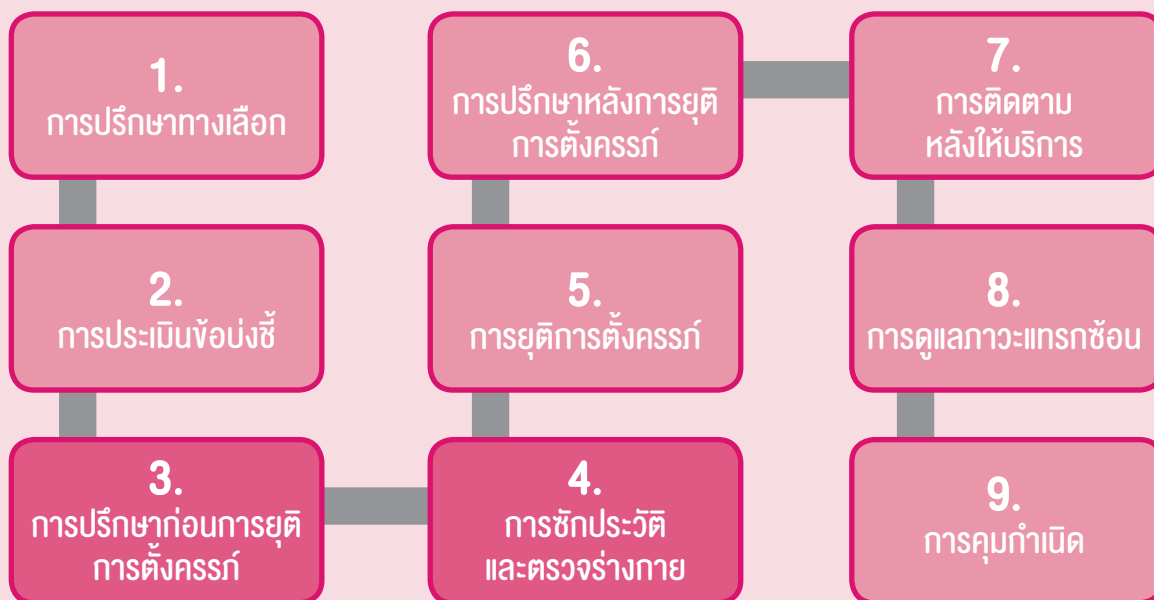 1.
การปรึกษาทางเลือก
2.
การประเมินข้อบ่งชี้
3.
การปรึกษาก่อนการยุติ
การตั้งครรภ์
4.
การซักประวัติ
และตรวจร่างกาย
5.
การยุติการตั้งครรภ์
6.
การปรึกษาหลังการยุติ
การตั้งครรภ์
7.
การติดตาม
หลังให้บริการ
8.
การดูแลภาวะแทรกซ้อน
9.
การคุมกำเนิด